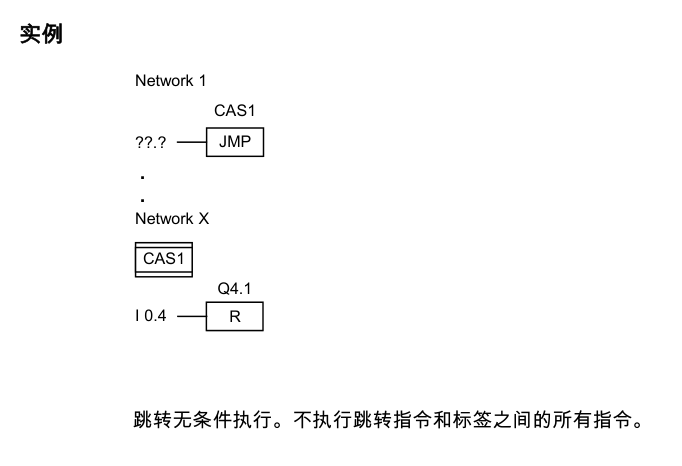 实例
Network 1
CAS1
??.? JMP
.
.
Network X
CAS1
Q4.1
I 0.4 R
跳转无条件执行。不执行跳转指令和标签之间的所有指令。